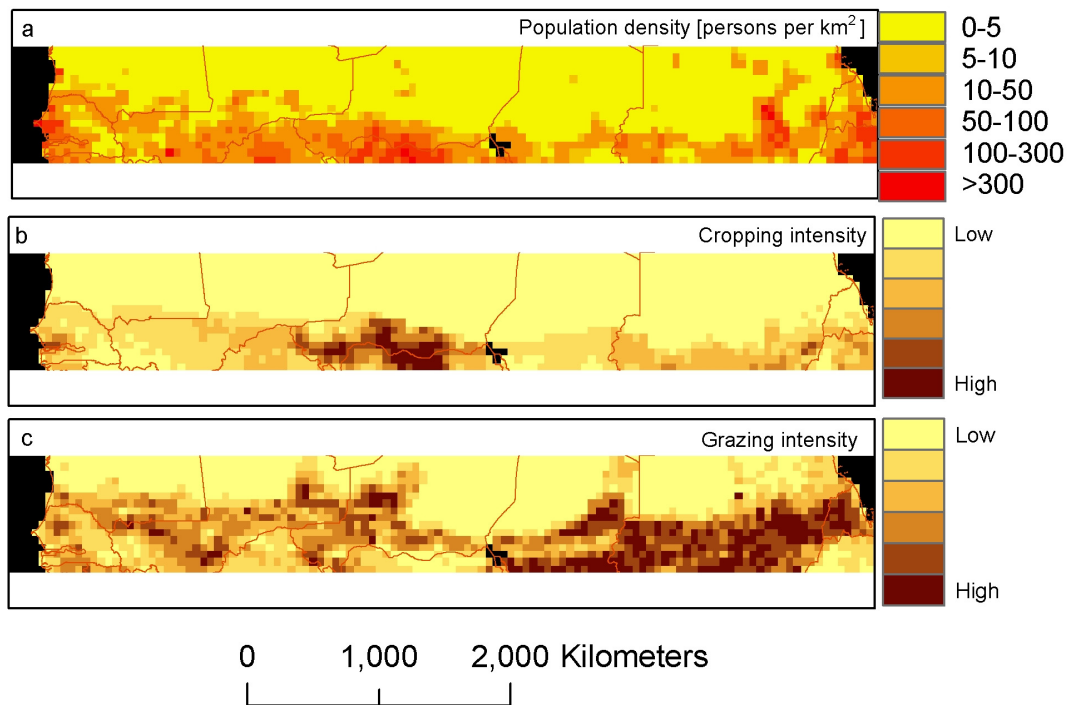 a
Population density [persons per km²]
0-5
5-10
10-50
50-100
100-300
>300
b
Cropping intensity
Low
High
c
Grazing intensity
Low
High
0 1,000 2,000 Kilometers